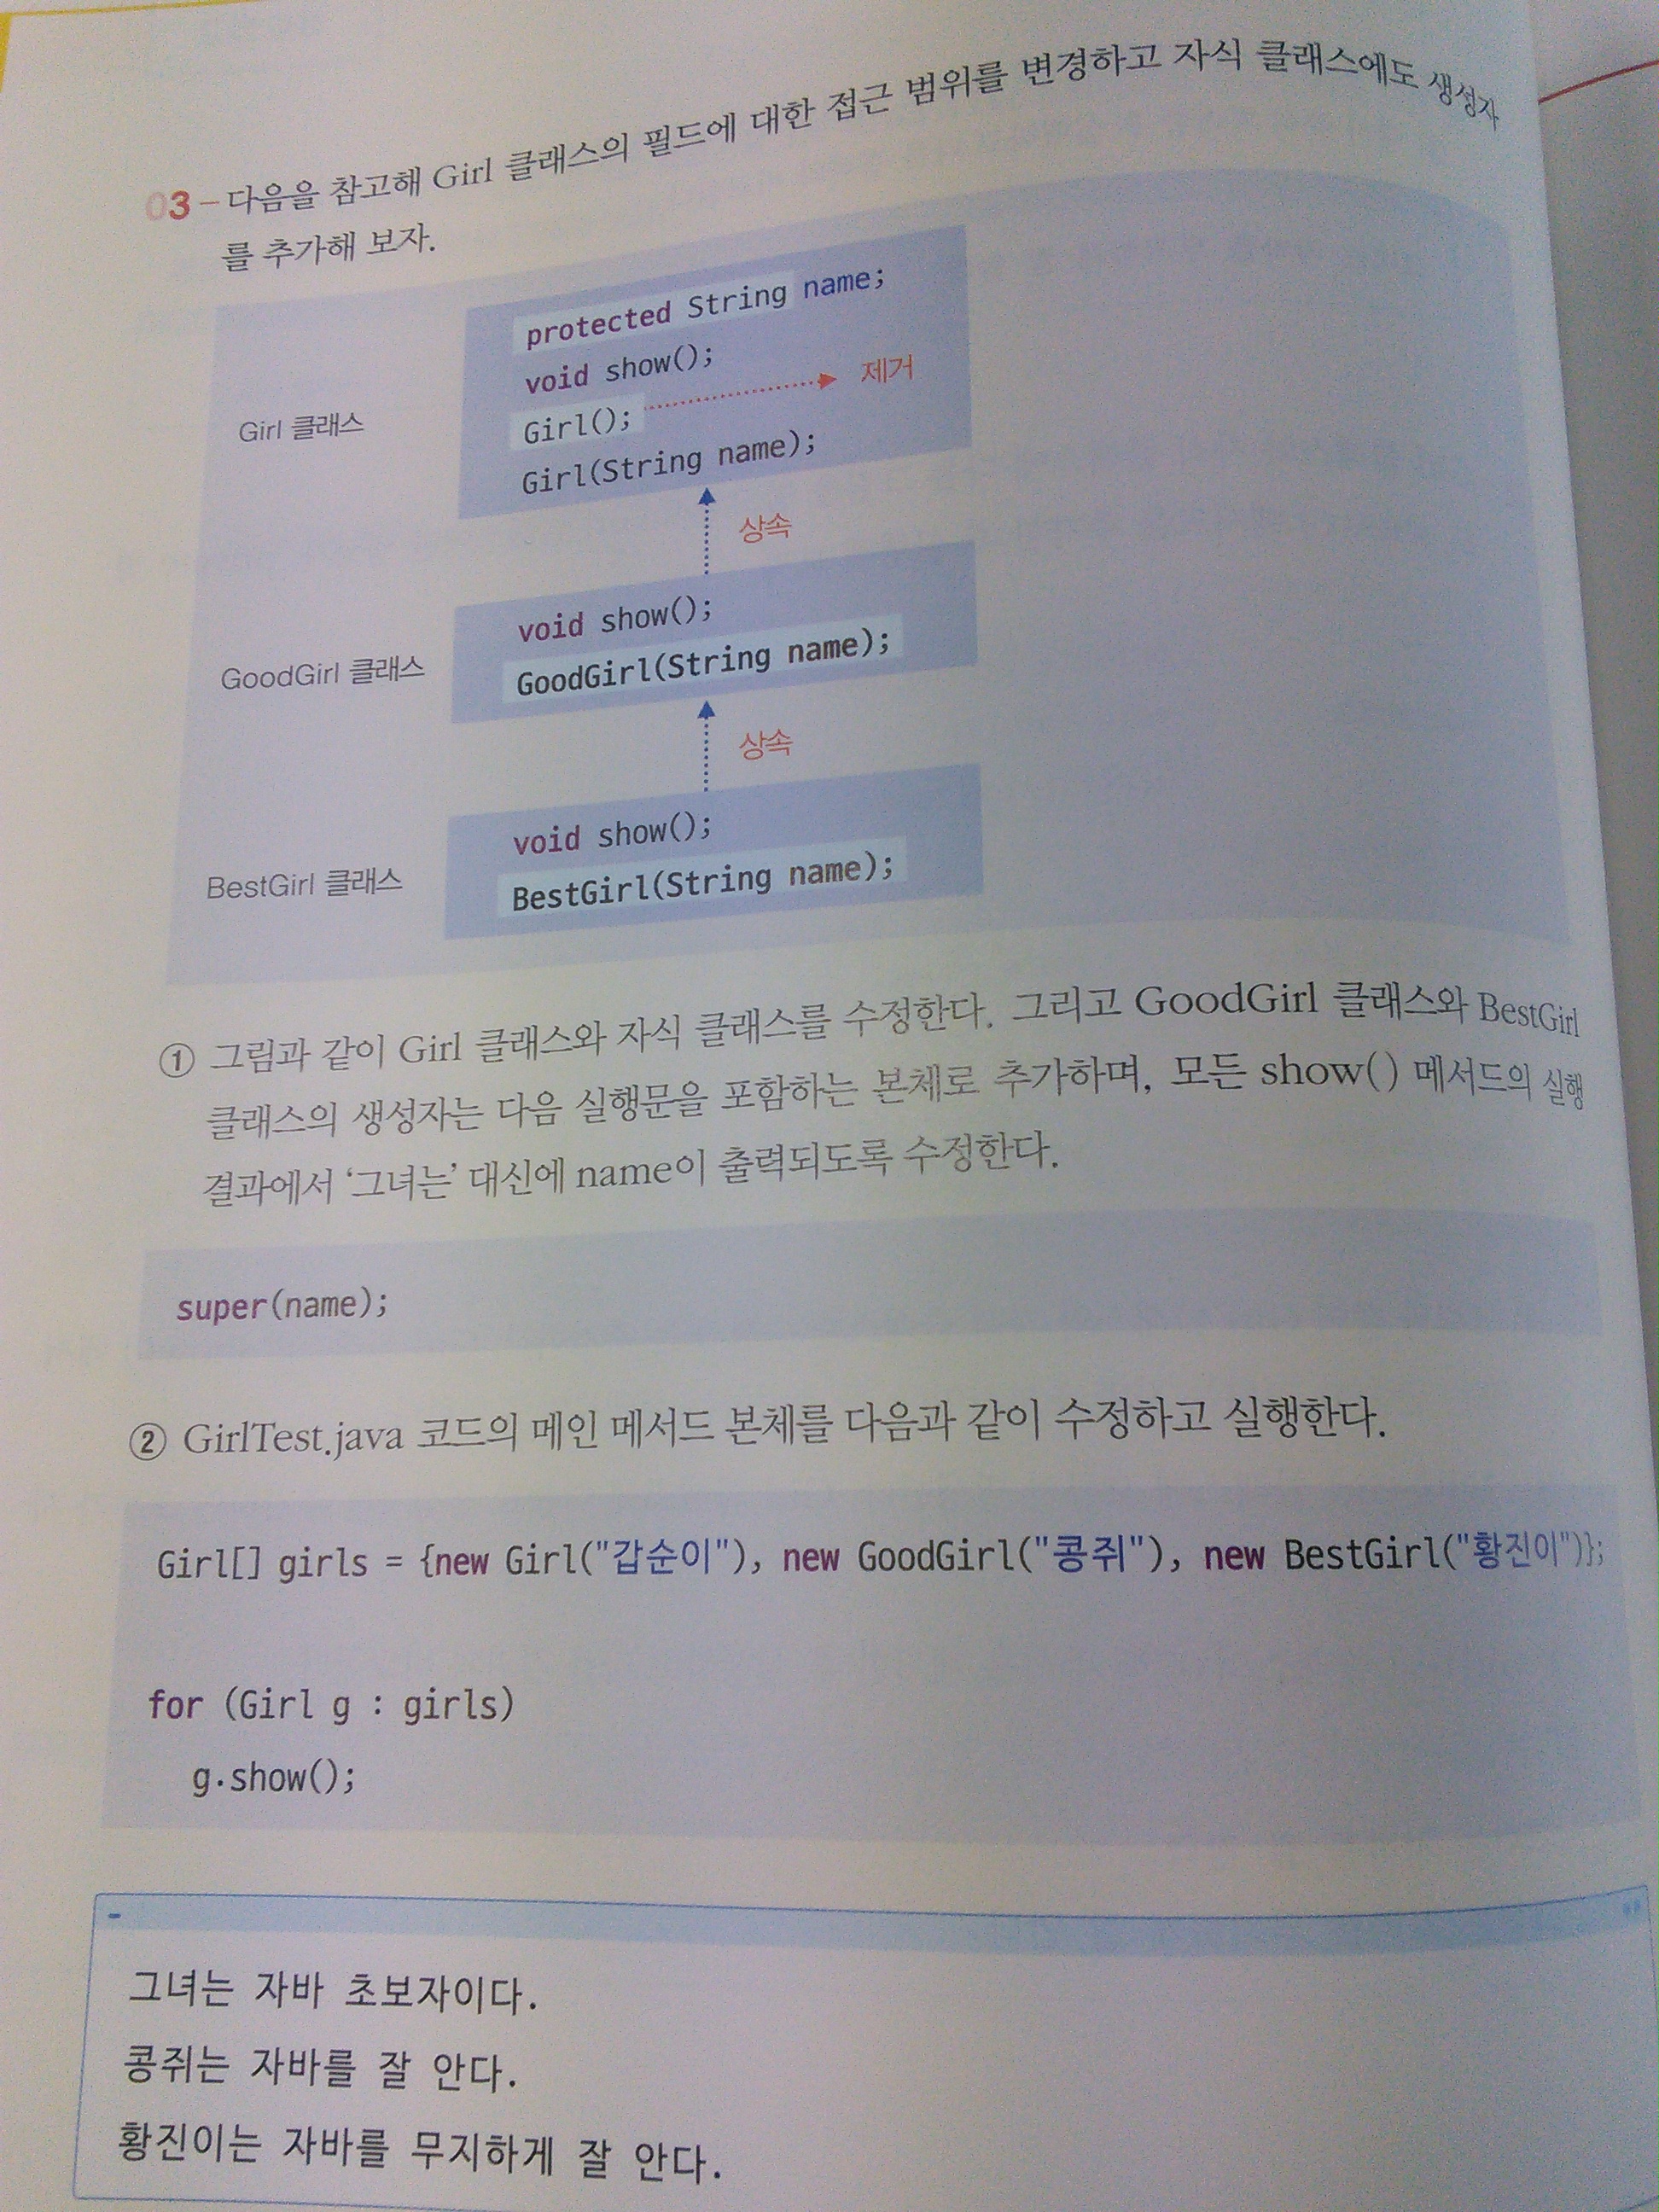 03 – 다음을 참고해 Girl 클래스의 필드에 대한 접근 범위를 변경하고 자식 클래스에도 생성자
를 추가해 보자.
Girl 클래스
protected String name;
void show();
Girl(); 제거
Girl(String name);
상속
GoodGirl 클래스
void show();
GoodGirl(String name);
상속
BestGirl 클래스
void show();
BestGirl(String name);
① 그림과 같이 Girl 클래스와 자식 클래스를 수정한다. 그리고 GoodGirl 클래스와 BestGirl
클래스의 생성자는 다음 실행문을 포함하는 본체로 추가하며, 모든 show() 메서드의 실행
결과에서 ‘그녀는’ 대신에 name이 출력되도록 수정한다.
super(name);
② GirlTest.java 코드의 메인 메서드 본체를 다음과 같이 수정하고 실행한다.
Girl[] girls = {new Girl("갑순이"), new GoodGirl("콩쥐"), new BestGirl("황진이")};
for (Girl g : girls)
g.show();
그녀는 자바 초보자이다.
콩쥐는 자바를 잘 안다.
황진이는 자바를 무지하게 잘 안다.